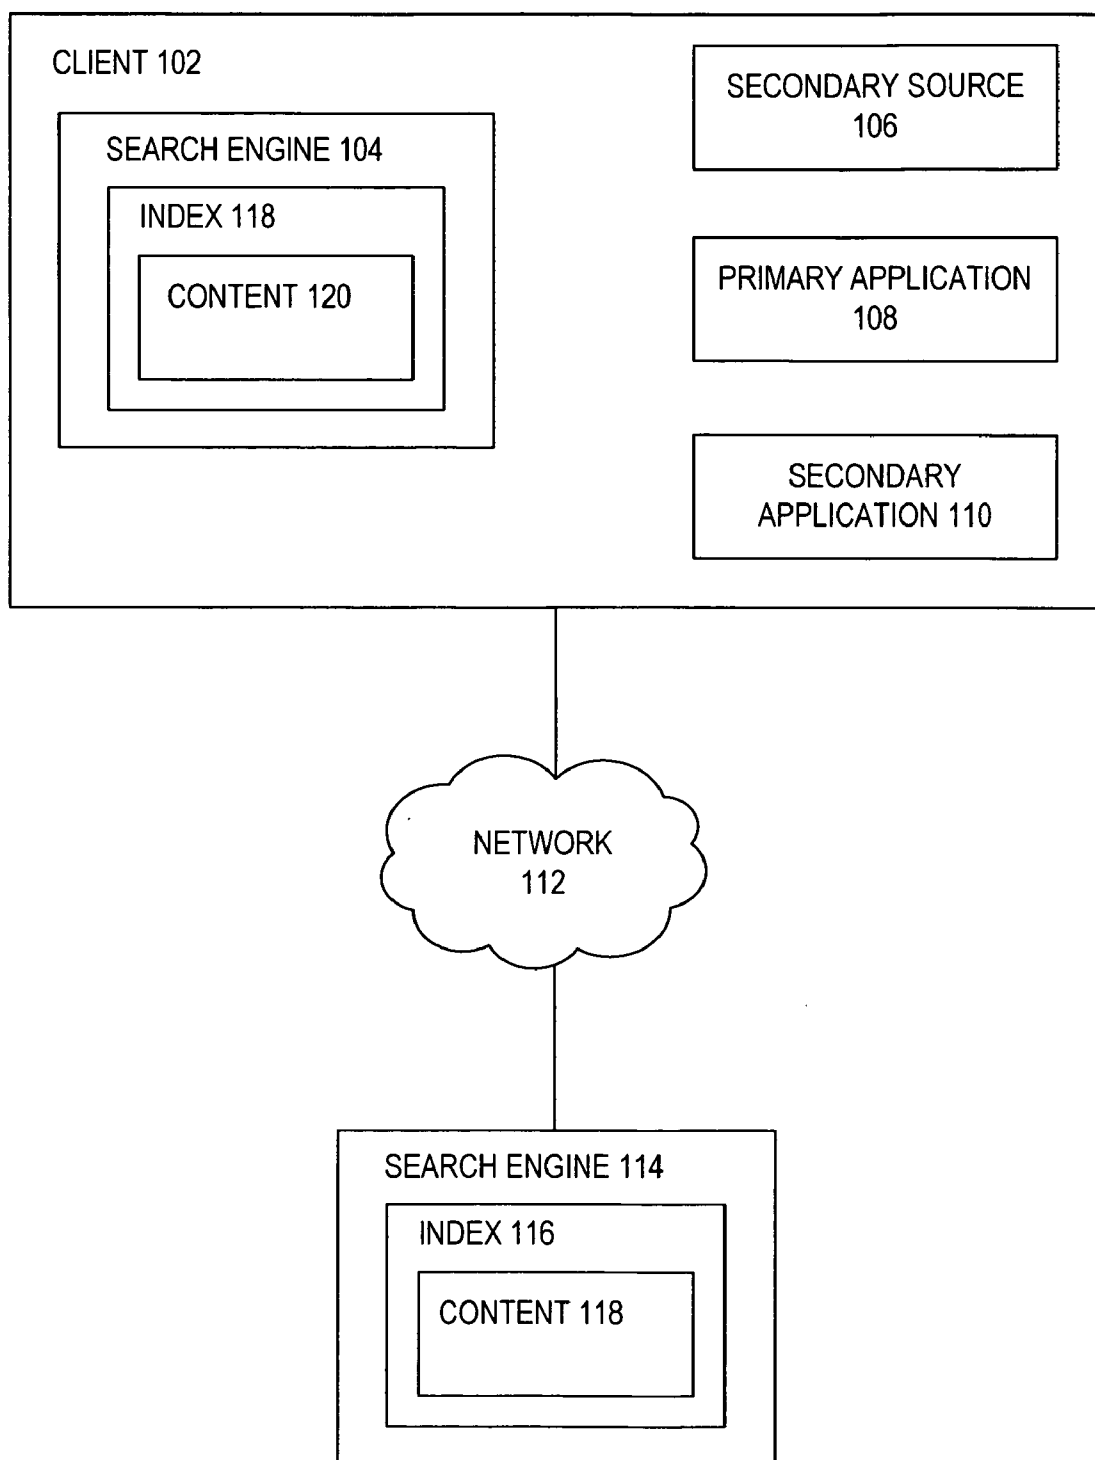 CLIENT 102
SEARCH ENGINE 104
INDEX 118
CONTENT 120
SECONDARY SOURCE
106
PRIMARY APPLICATION
108
SECONDARY
APPLICATION 110
NETWORK
112
SEARCH ENGINE 114
INDEX 116
CONTENT 118